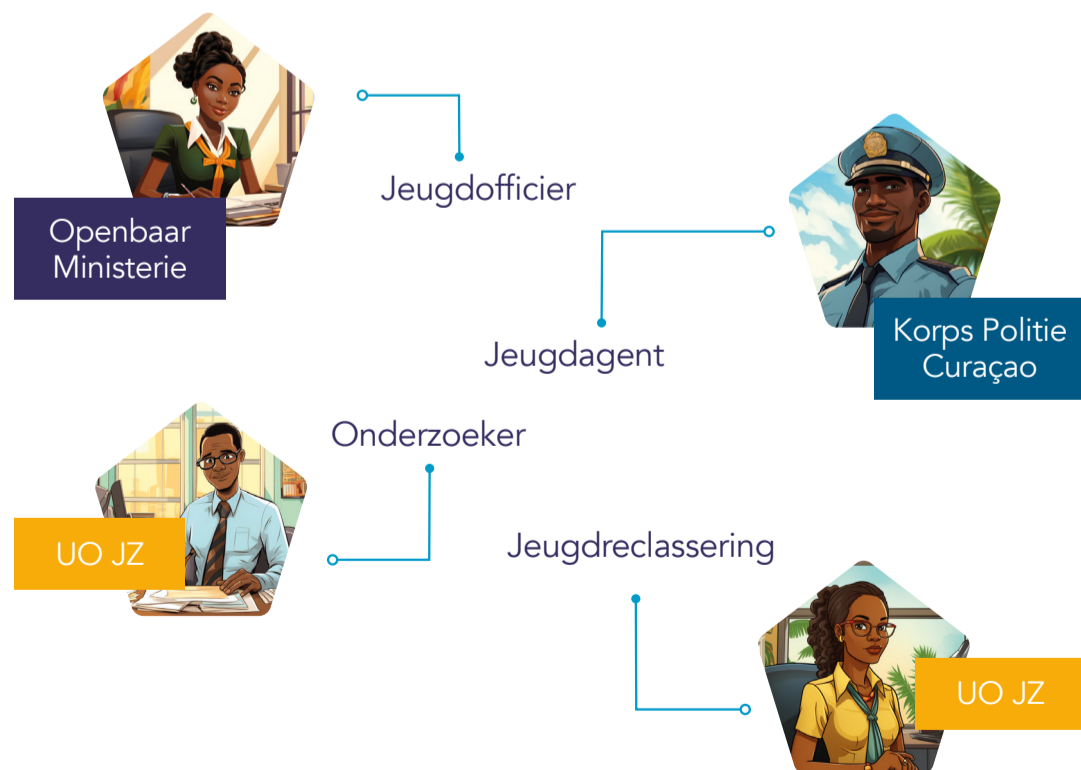 Jeugdofficier
Openbaar
Ministerie
Jeugdagent
Korps Politie
Curaçao
Onderzoeker
UO JZ
Jeugdreclassering
UO JZ